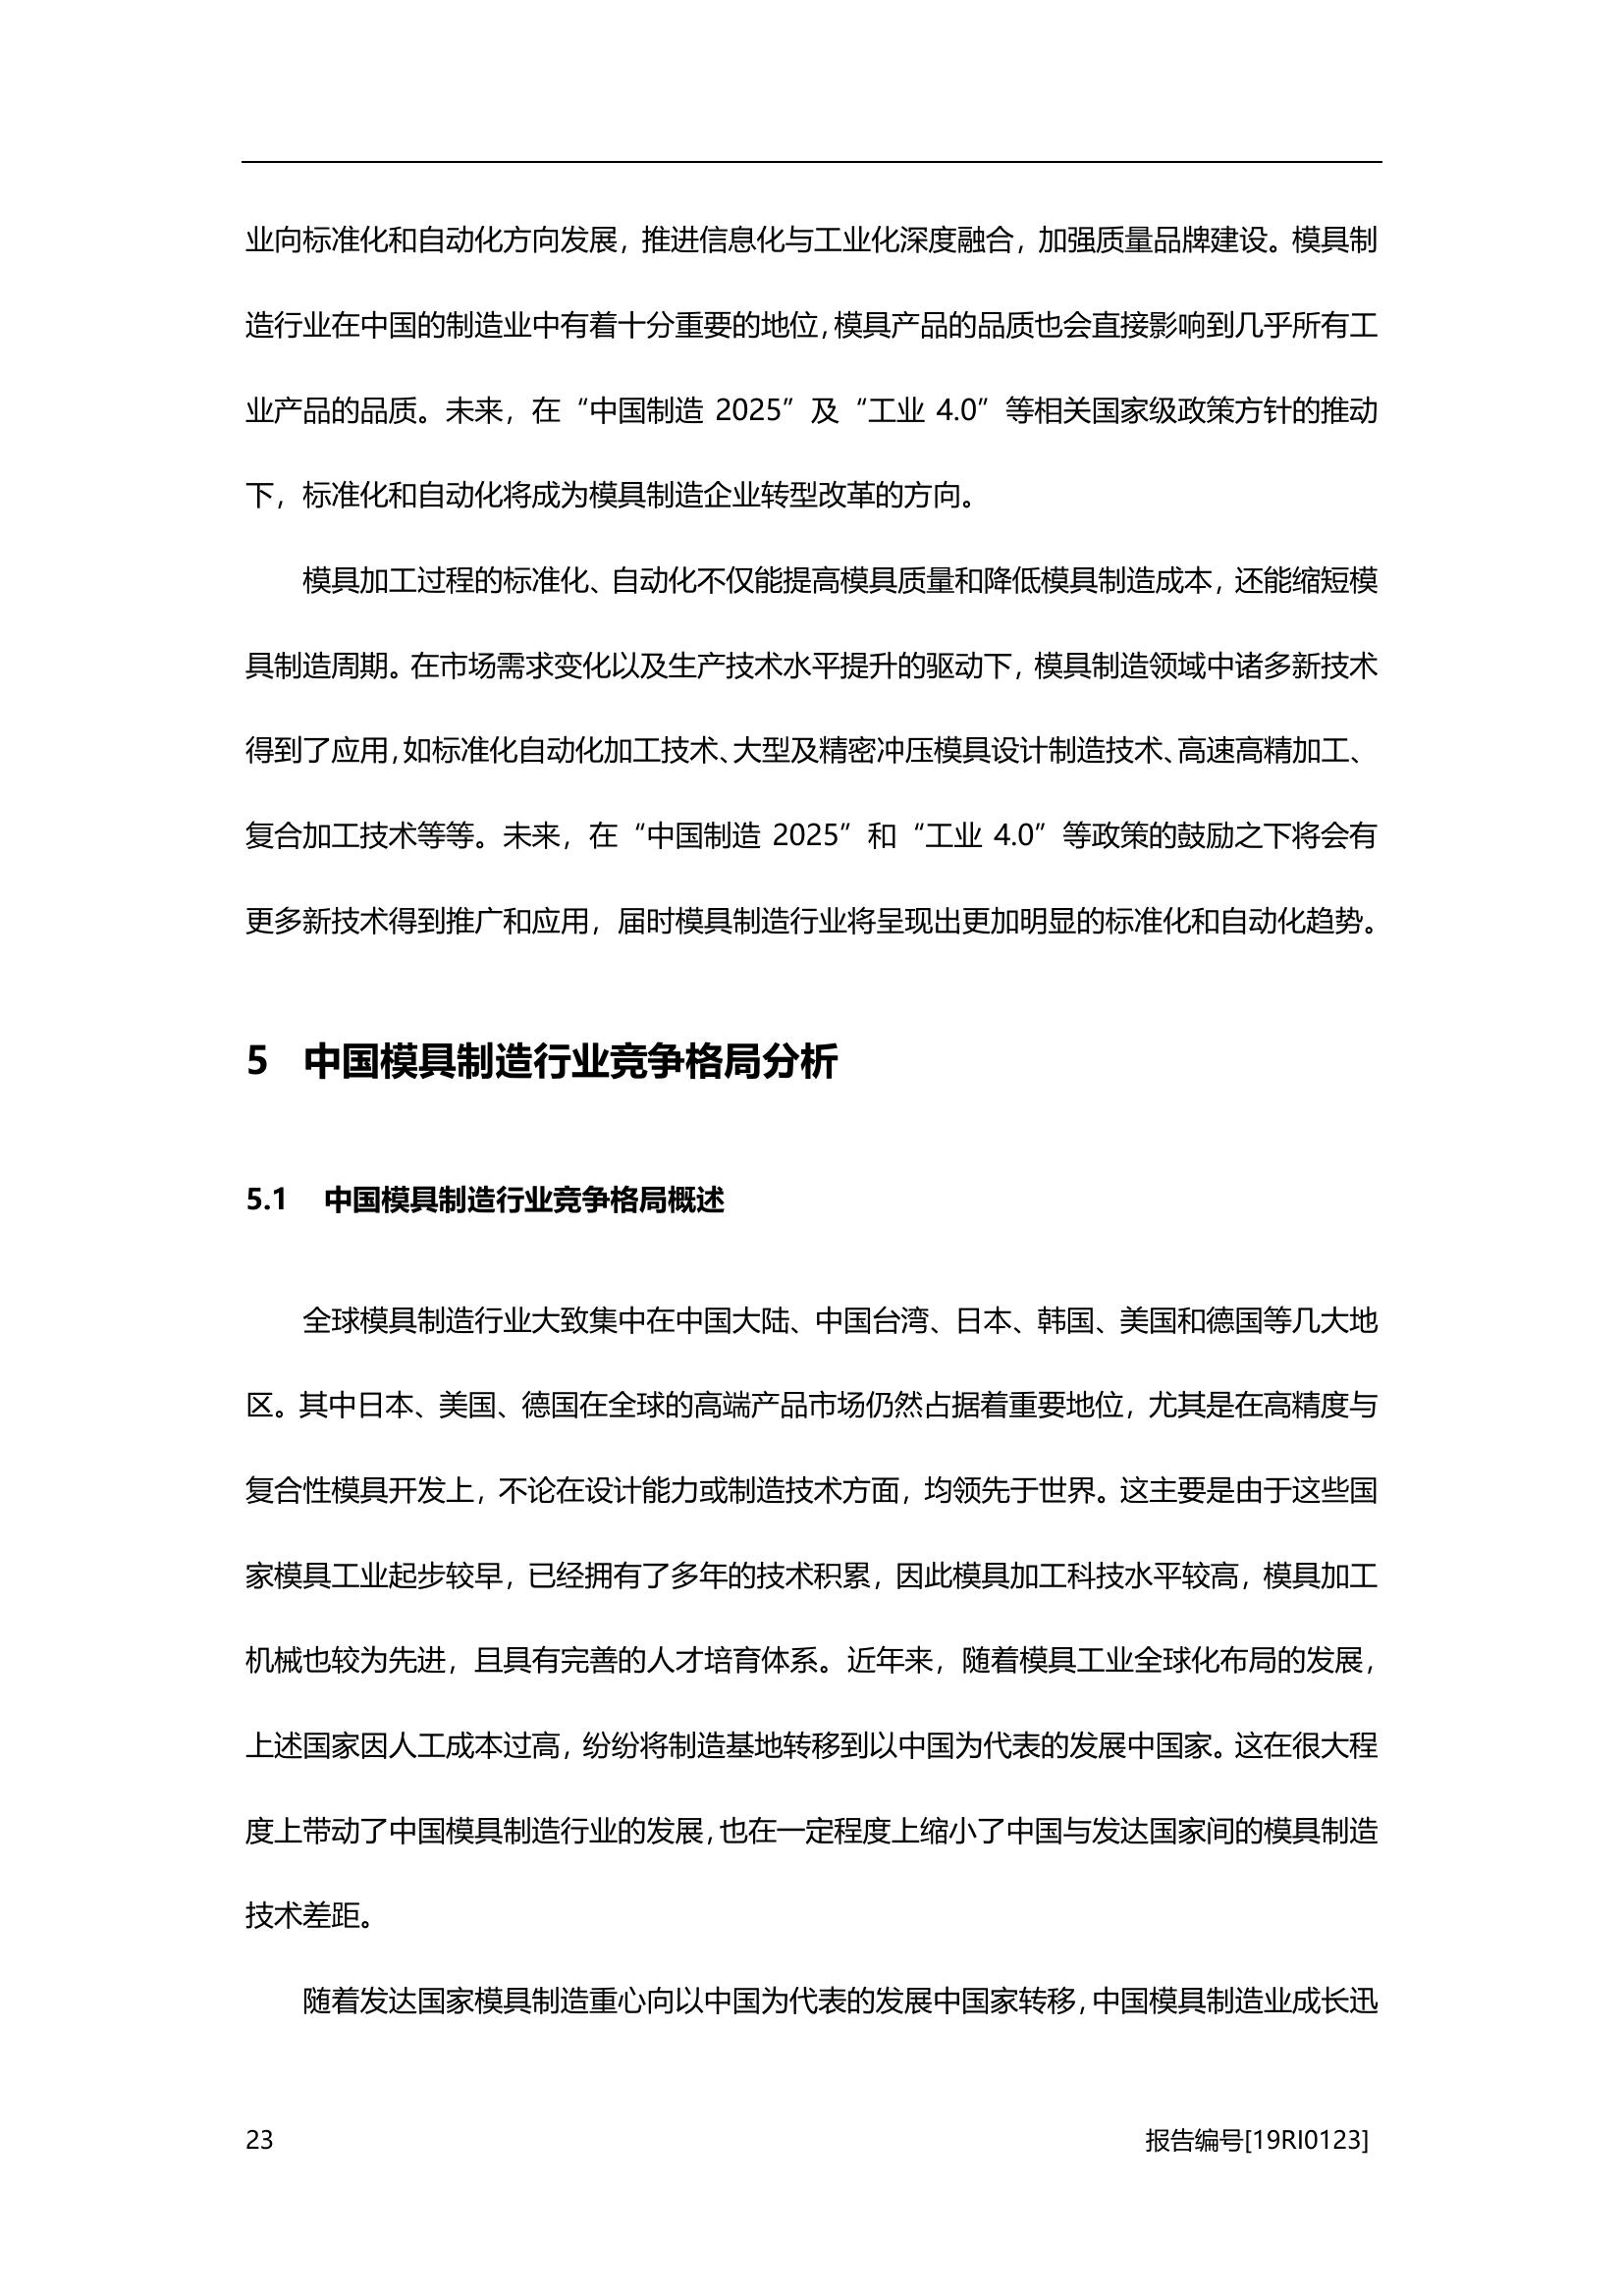 业向标准化和自动化方向发展，推进信息化与工业化深度融合，加强质量品牌建设。模具制
造行业在中国的制造业中有着十分重要的地位，模具产品的品质也会直接影响到几乎所有工
业产品的品质。未来，在“中国制造 2025”及“工业 4.0”等相关国家级政策方针的推动
下，标准化和自动化将成为模具制造企业转型改革的方向。
模具加工过程的标准化、自动化不仅能提高模具质量和降低模具制造成本，还能缩短模
具制造周期。在市场需求变化以及生产技术水平提升的驱动下，模具制造领域中诸多新技术
得到了应用，如标准化自动化加工技术、大型及精密冲压模具设计制造技术、高速高精加工、
复合加工技术等等。未来，在“中国制造 2025”和“工业 4.0”等政策的鼓励之下将会有
更多新技术得到推广和应用，届时模具制造行业将呈现出更加明显的标准化和自动化趋势。
5 中国模具制造行业竞争格局分析
5.1 中国模具制造行业竞争格局概述
全球模具制造行业大致集中在中国大陆、中国台湾、日本、韩国、美国和德国等几大地
区。其中日本、美国、德国在全球的高端产品市场仍然占据着重要地位，尤其是在高精度与
复合性模具开发上，不论在设计能力或制造技术方面，均领先于世界。这主要是由于这些国
家模具工业起步较早，已经拥有了多年的技术积累，因此模具加工科技水平较高，模具加工
机械也较为先进，且具有完善的人才培育体系。近年来，随着模具工业全球化布局的发展，
上述国家因人工成本过高，纷纷将制造基地转移到以中国为代表的发展中国家。这在很大程
度上带动了中国模具制造行业的发展，也在一定程度上缩小了中国与发达国家间的模具制造
技术差距。
随着发达国家模具制造重心向以中国为代表的发展中国家转移，中国模具制造业成长迅
23 报告编号[19RI0123]